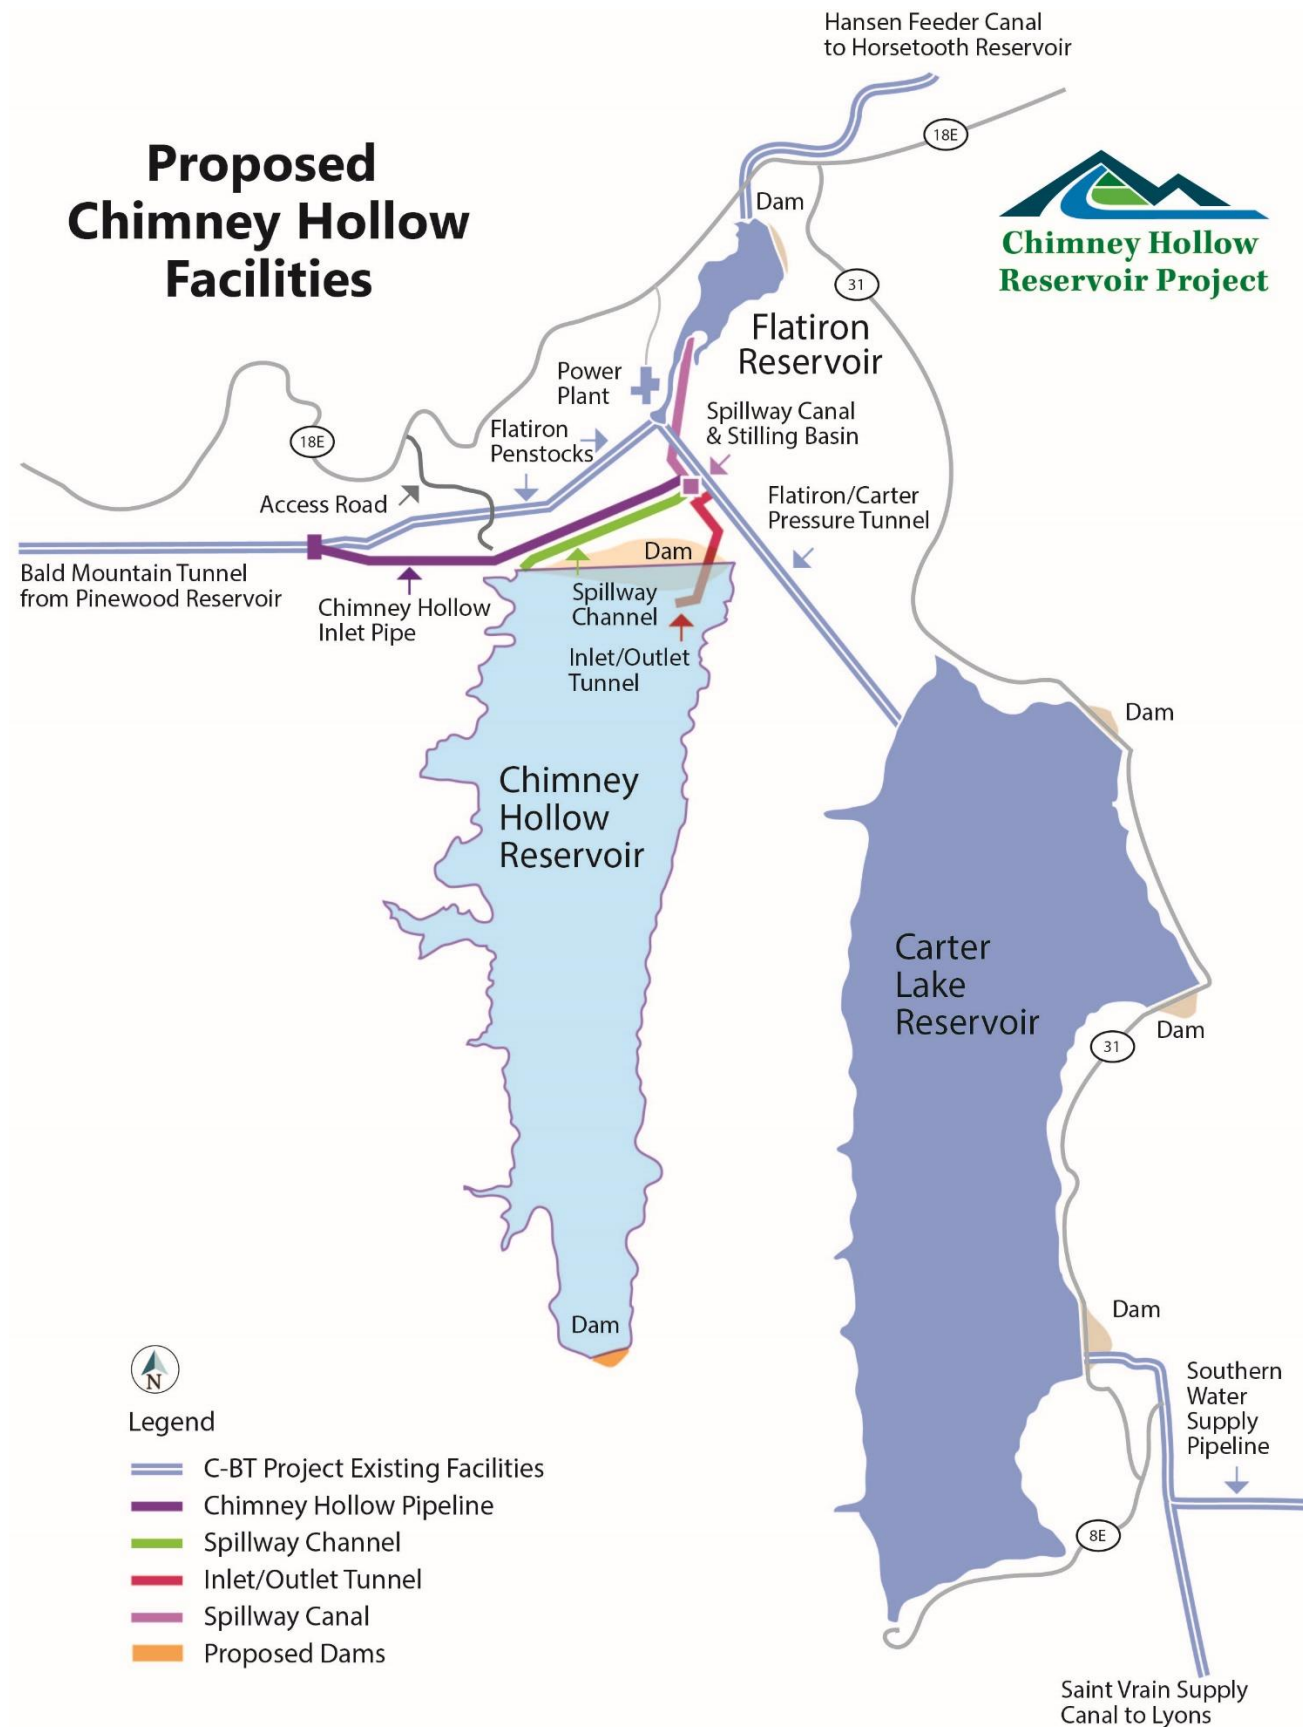 Hansen Feeder Canal
to Horsetooth Reservoir
18E
Proposed
Chimney Hollow
Facilities
Dam
Chimney Hollow
Reservoir Project
31
Flatiron
Reservoir
Power
Plant
Spillway Canal
& Stilling Basin
Flatiron
Penstocks
18E
Access Road
Flatiron/Carter
Pressure Tunnel
Dam
Bald Mountain Tunnel
from Pinewood Reservoir
Chimney Hollow
Inlet Pipe
Spillway
Channel
Inlet/Outlet
Tunnel
Dam
Chimney
Hollow
Reservoir
Carter
Lake
Reservoir
Dam
31
Dam
Dam
Southern
Water
Supply
Pipeline
8E
N
Legend
C-BT Project Existing Facilities
Chimney Hollow Pipeline
Spillway Channel
Inlet/Outlet Tunnel
Spillway Canal
Proposed Dams
Saint Vrain Supply
Canal to Lyons